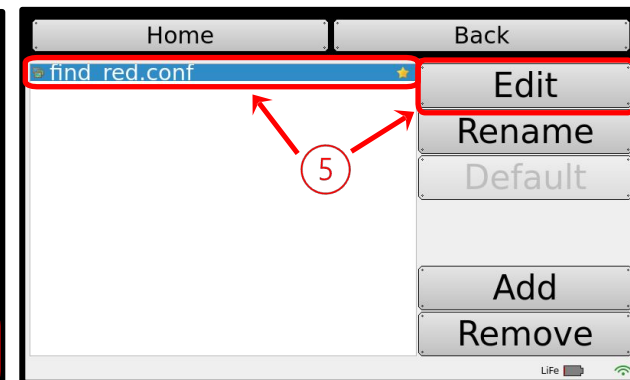 Home
Back
find_red.conf
Edit
Rename
Default
5
Add
Remove
LiFe